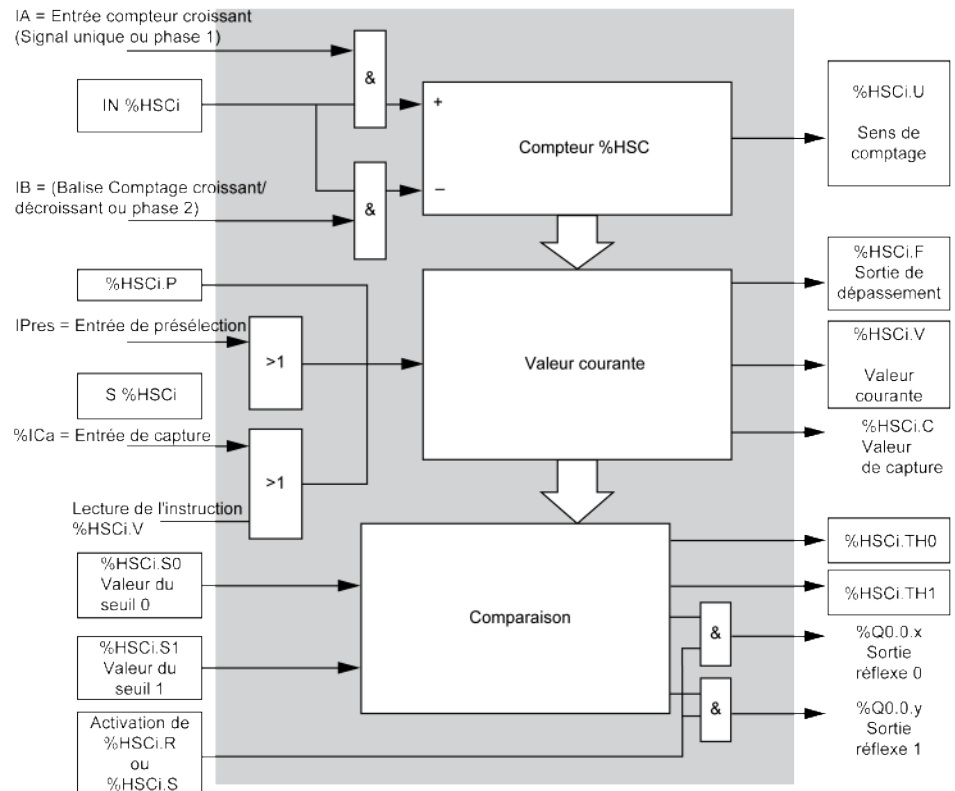 IA = Entrée compteur croissant
(Signal unique ou phase 1)
&
IN %HSCi
+
Compteur %HSC
–
%HSCi.U
Sens de
comptage
IB = (Balise Comptage croissant/
décroissant ou phase 2)
&
%HSCi.P
%HSCi.F
Sortie de
dépassement
IPres = Entrée de présélection
>1
Valeur courante
%HSCi.V
Valeur
courante
S %HSCi
%ICa = Entrée de capture
>1
%HSCi.C
Valeur
de capture
Lecture de l'instruction
%HSCi.V
%HSCi.S0
Valeur du
seuil 0
Comparaison
%HSCi.TH0
%HSCi.TH1
&
%Q0.0.x
Sortie
réflexe 0
%HSCi.S1
Valeur du
seuil 1
&
%Q0.0.y
Sortie
réflexe 1
Activation de
%HSCi.R
ou
%HSCi.S